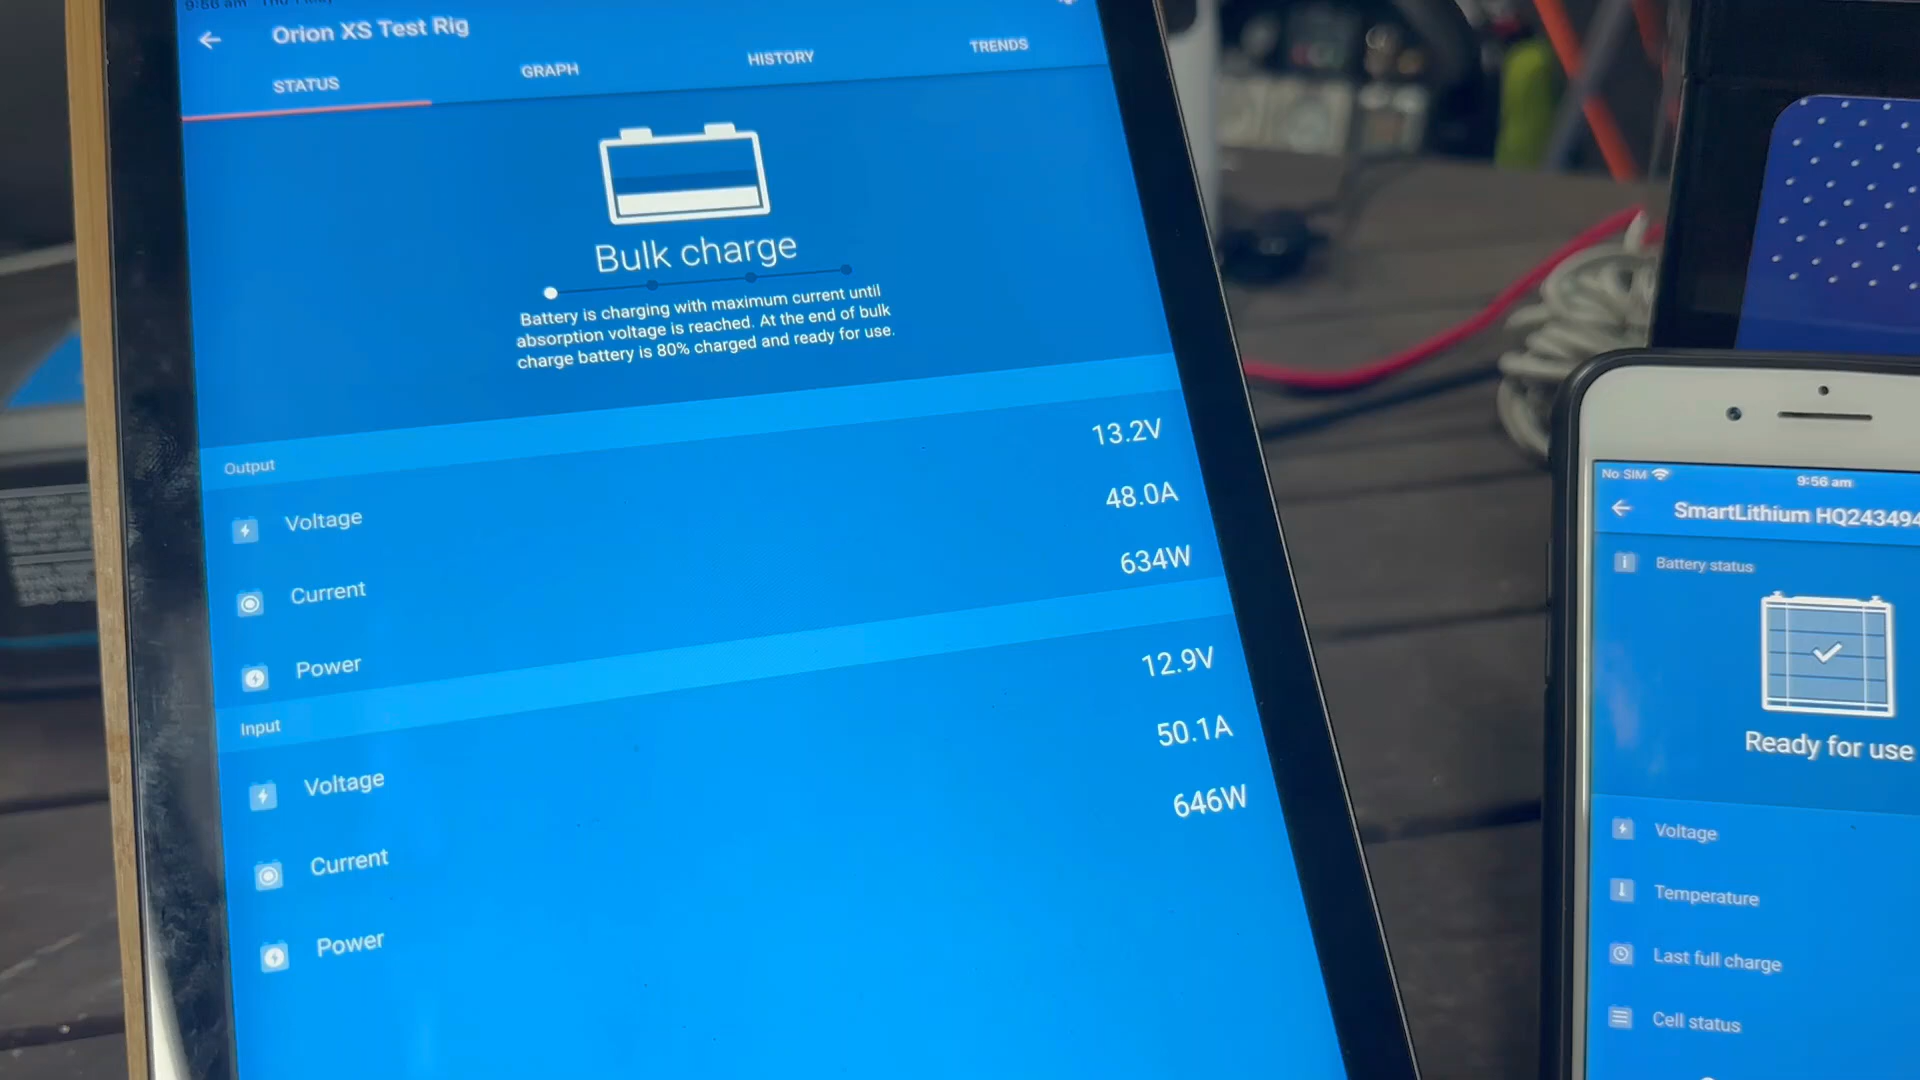 9:56 am
Orion XS Test Rig
STATUS
GRAPH
HISTORY
TRENDS
Bulk charge
Battery is charging with maximum current until
absorption voltage is reached. At the end of bulk
charge battery is 80% charged and ready for use.
Output
Voltage 13.2V
Current 48.0A
Power 634W
Input
Voltage 12.9V
Current 50.1A
Power 646W
No SIM 9:56 am
SmartLithium HQ243494
Battery status
Ready for use
Voltage
Temperature
Last full charge
Cell status